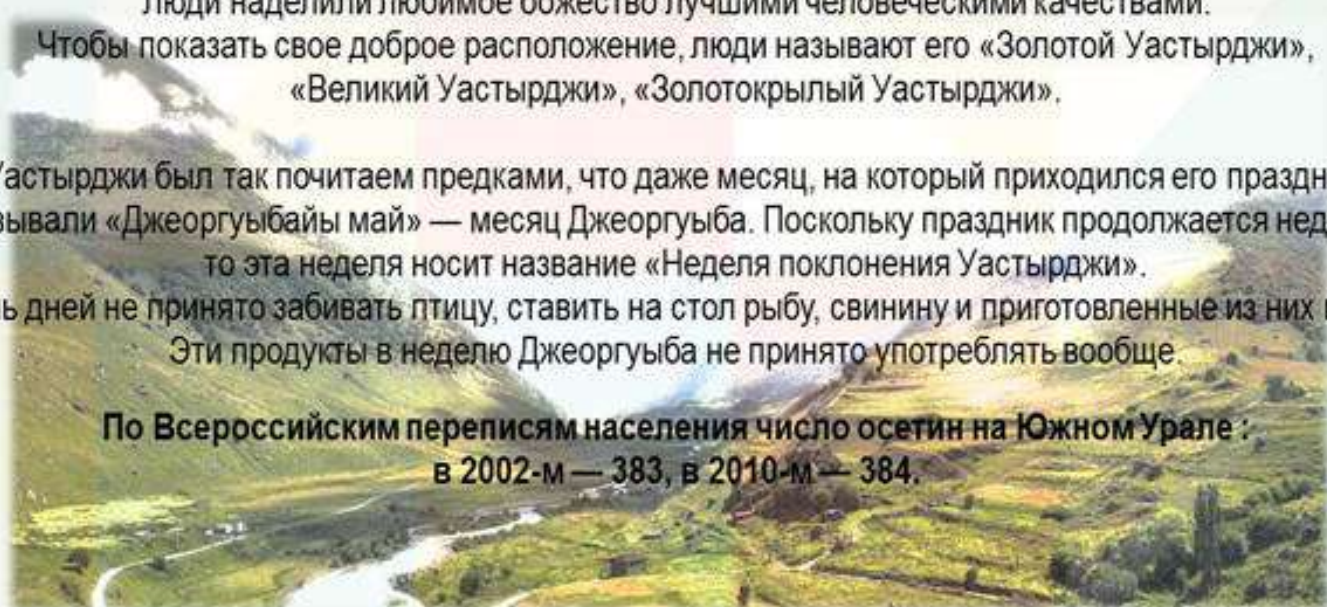 Люди наделили любимое божество лучшими человеческими качествами.
Чтобы показать свое доброе расположение, люди называют его «Золотой Уастырджи»,
«Великий Уастырджи», «Золотокрылый Уастырджи».
Уастырджи был так почитаем предками, что даже месяц, на который приходился его праздн
зывали «Джеоргуыбайы май» — месяц Джеоргуыба. Поскольку праздник продолжается нед
то эта неделя носит название «Неделя поклонения Уастырджи».
ь дней не принято забивать птицу, ставить на стол рыбу, свинину и приготовленные из них
Эти продукты в неделю Джеоргуыба не принято употреблять вообще.
По Всероссийским переписям населения число осетин на Южном Урале :
в 2002-м — 383, в 2010-м — 384.